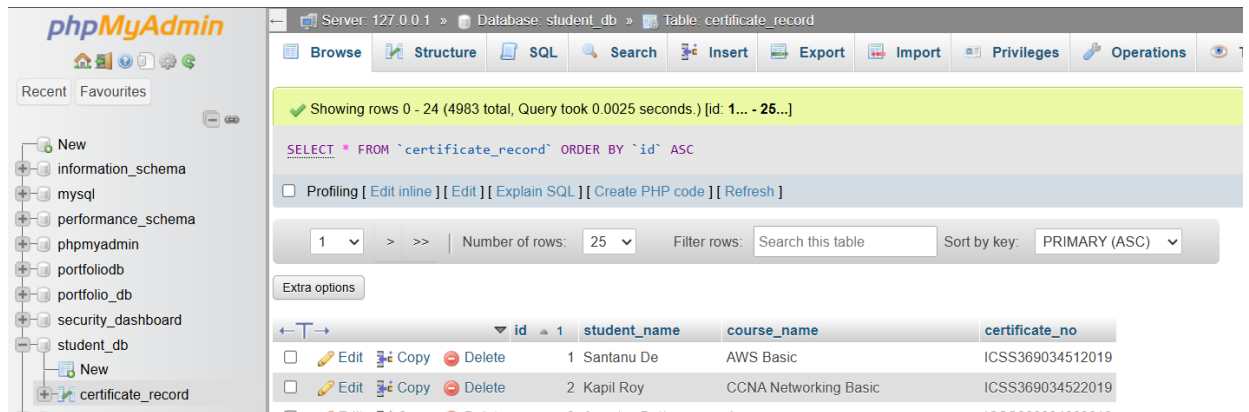 phpMyAdmin
Recent Favourites
New
information_schema
mysql
performance_schema
phpmyadmin
portfoliodb
portfolio_db
security_dashboard
student_db
New
certificate_record
Server: 127.0.0.1 » Database: student_db » Table: certificate_record
Browse Structure SQL Search Insert Export Import Privileges Operations
Showing rows 0 - 24 (4983 total, Query took 0.0025 seconds.) [id: 1... - 25...]
SELECT * FROM `certificate_record` ORDER BY `id` ASC
Profiling [ Edit inline ] [ Edit ] [ Explain SQL ] [ Create PHP code ] [ Refresh ]
1 > >> Number of rows: 25 Filter rows: Search this table Sort by key: PRIMARY (ASC)
Extra options
id 1 student_name course_name certificate_no
Edit Copy Delete 1 Santanu De AWS Basic ICSS369034512019
Edit Copy Delete 2 Kapil Roy CCNA Networking Basic ICSS369034522019